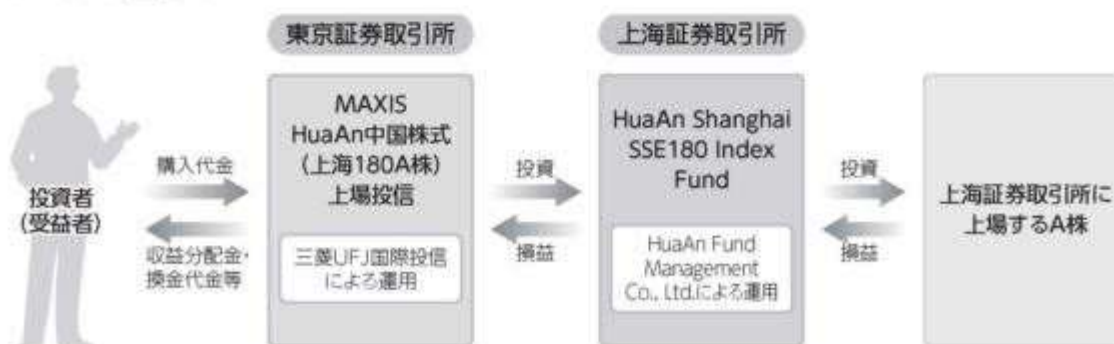 東京証券取引所
上海証券取引所
投資者
(受益者)
購入代金
収益分配金・
換金代金等
MAXIS
HuaAn中国株式
(上海180A株)
上場投信
三菱UFJ国際投信
による運用
投資
損益
HuaAn Shanghai
SSE180 Index
Fund
HuaAn Fund
Management
Co., Ltd.による運用
投資
損益
上海証券取引所に
上場するA株